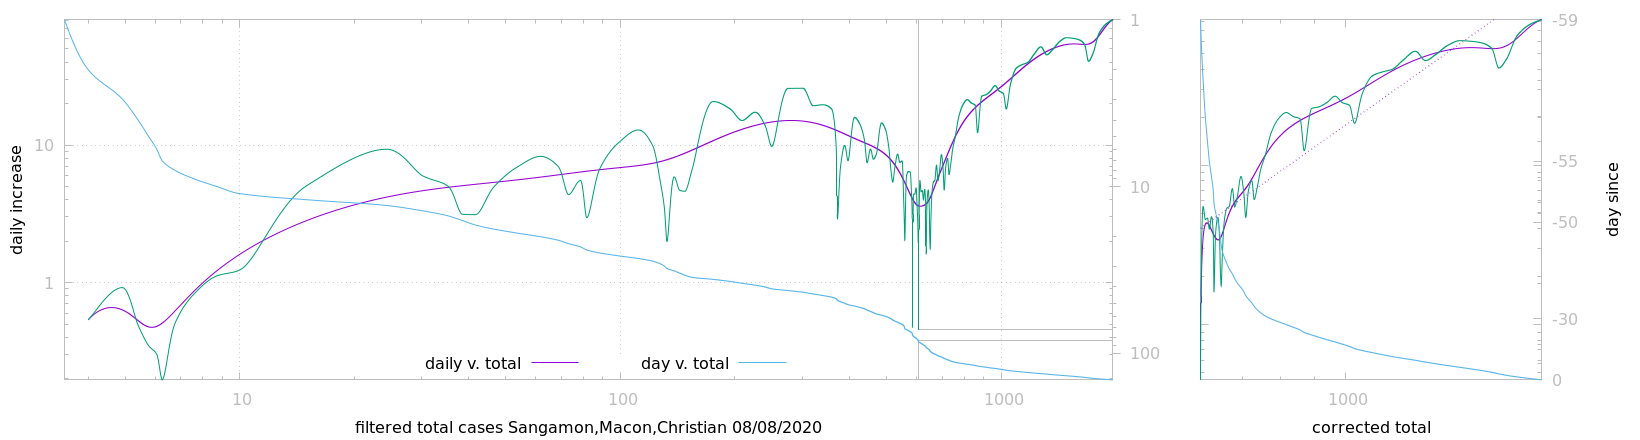 daily increase
10
1
daily v. total
day v. total
10
100
1000
filtered total cases Sangamon,Macon,Christian 08/08/2020
1
10
100
1000
corrected total
-59
-55
-50
-30
0
day since